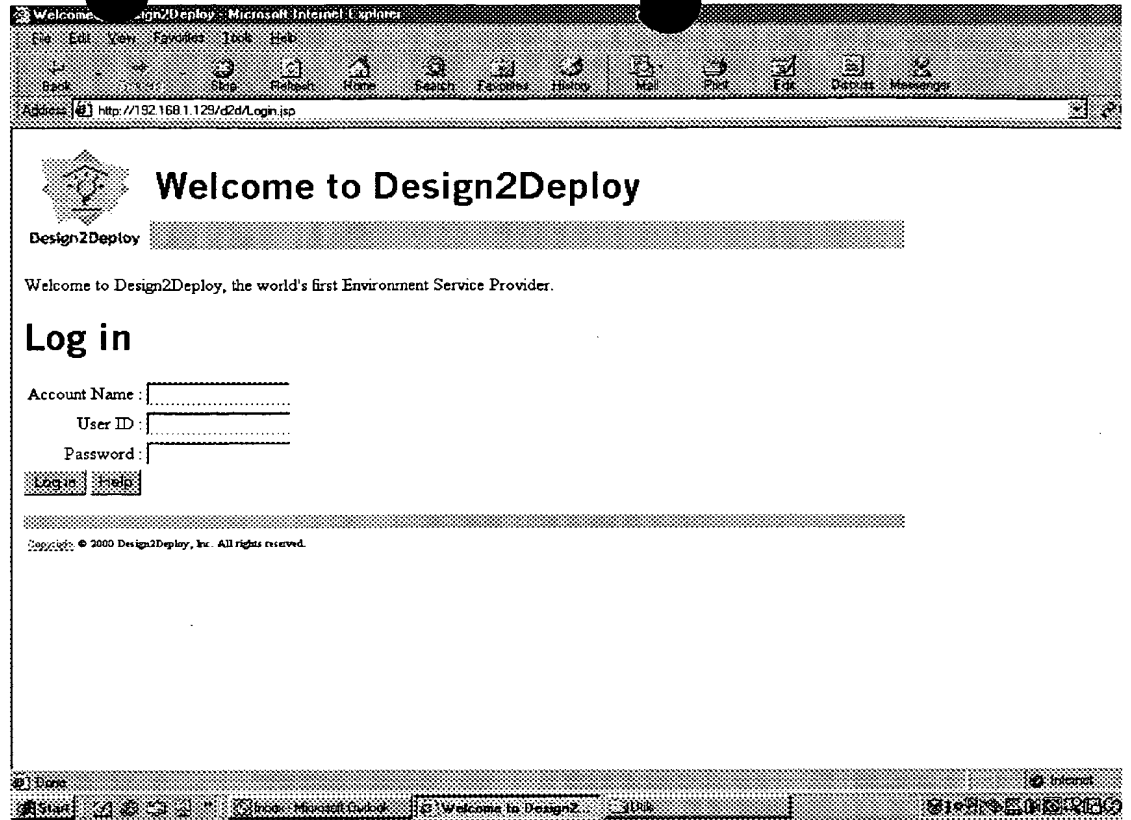 Welcome Design2Deploy - Microsoft Internet Explorer
File Edit View Favorites Tools Help
Back Stop Refresh Home Search Favorites History Mail Print Edit Discuss Messenger
Address http://192.168.1.129/d2d/Login.jsp
Welcome to Design2Deploy
Design2Deploy
Welcome to Design2Deploy, the world's first Environment Service Provider.
Log in
Account Name :
User ID :
Password :
Log in Help
Copyright © 2000 Design2Deploy, Inc. All rights reserved.
Done Internet
Start Inbox - Microsoft Outlook Welcome to Design2...